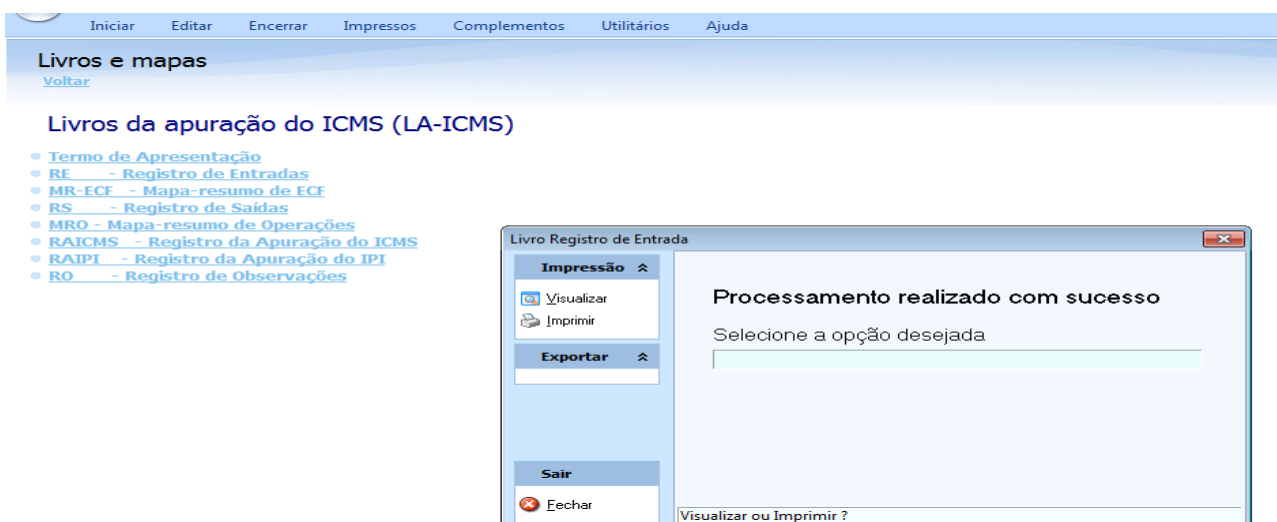 Iniciar Editar Encerrar Impressos Complementos Utilitários Ajuda
Livros e mapas
Voltar
Livros da apuração do ICMS (LA-ICMS)
Termo de Apresentação
RE - Registro de Entradas
MR-ECF - Mapa-resumo de ECF
RS - Registro de Saídas
MRO - Mapa-resumo de Operações
RAICMS - Registro da Apuração do ICMS
RAIPI - Registro da Apuração do IPI
RO - Registro de Observações
Livro Registro de Entrada
Impressão
Visualizar
Imprimir
Exportar
Sair
Fechar
Processamento realizado com sucesso
Selecione a opção desejada
Visualizar ou Imprimir ?